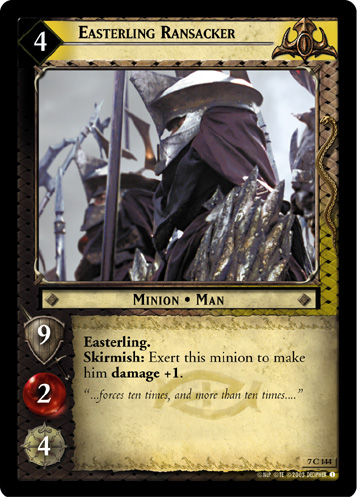 4
EASTERLING RANSACKER
MINION • MAN
9
Easterling.
Skirmish: Exert this minion to make
him damage +1.
2
"...forces ten times, and more than ten times...."
4
7 C 144